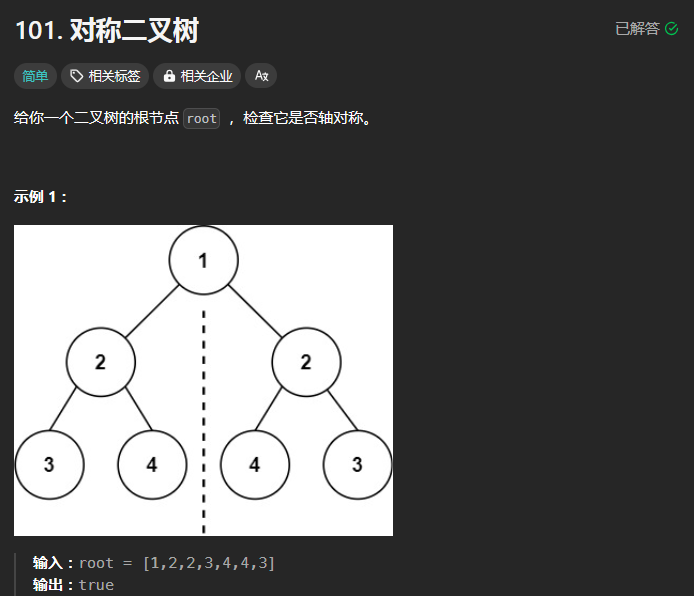 101. 对称二叉树
已解答
简单 相关标签 相关企业 Aあ
给你一个二叉树的根节点 root ，检查它是否轴对称。
示例 1：
1
2 2
3 4 4 3
输入：root = [1,2,2,3,4,4,3]
输出：true